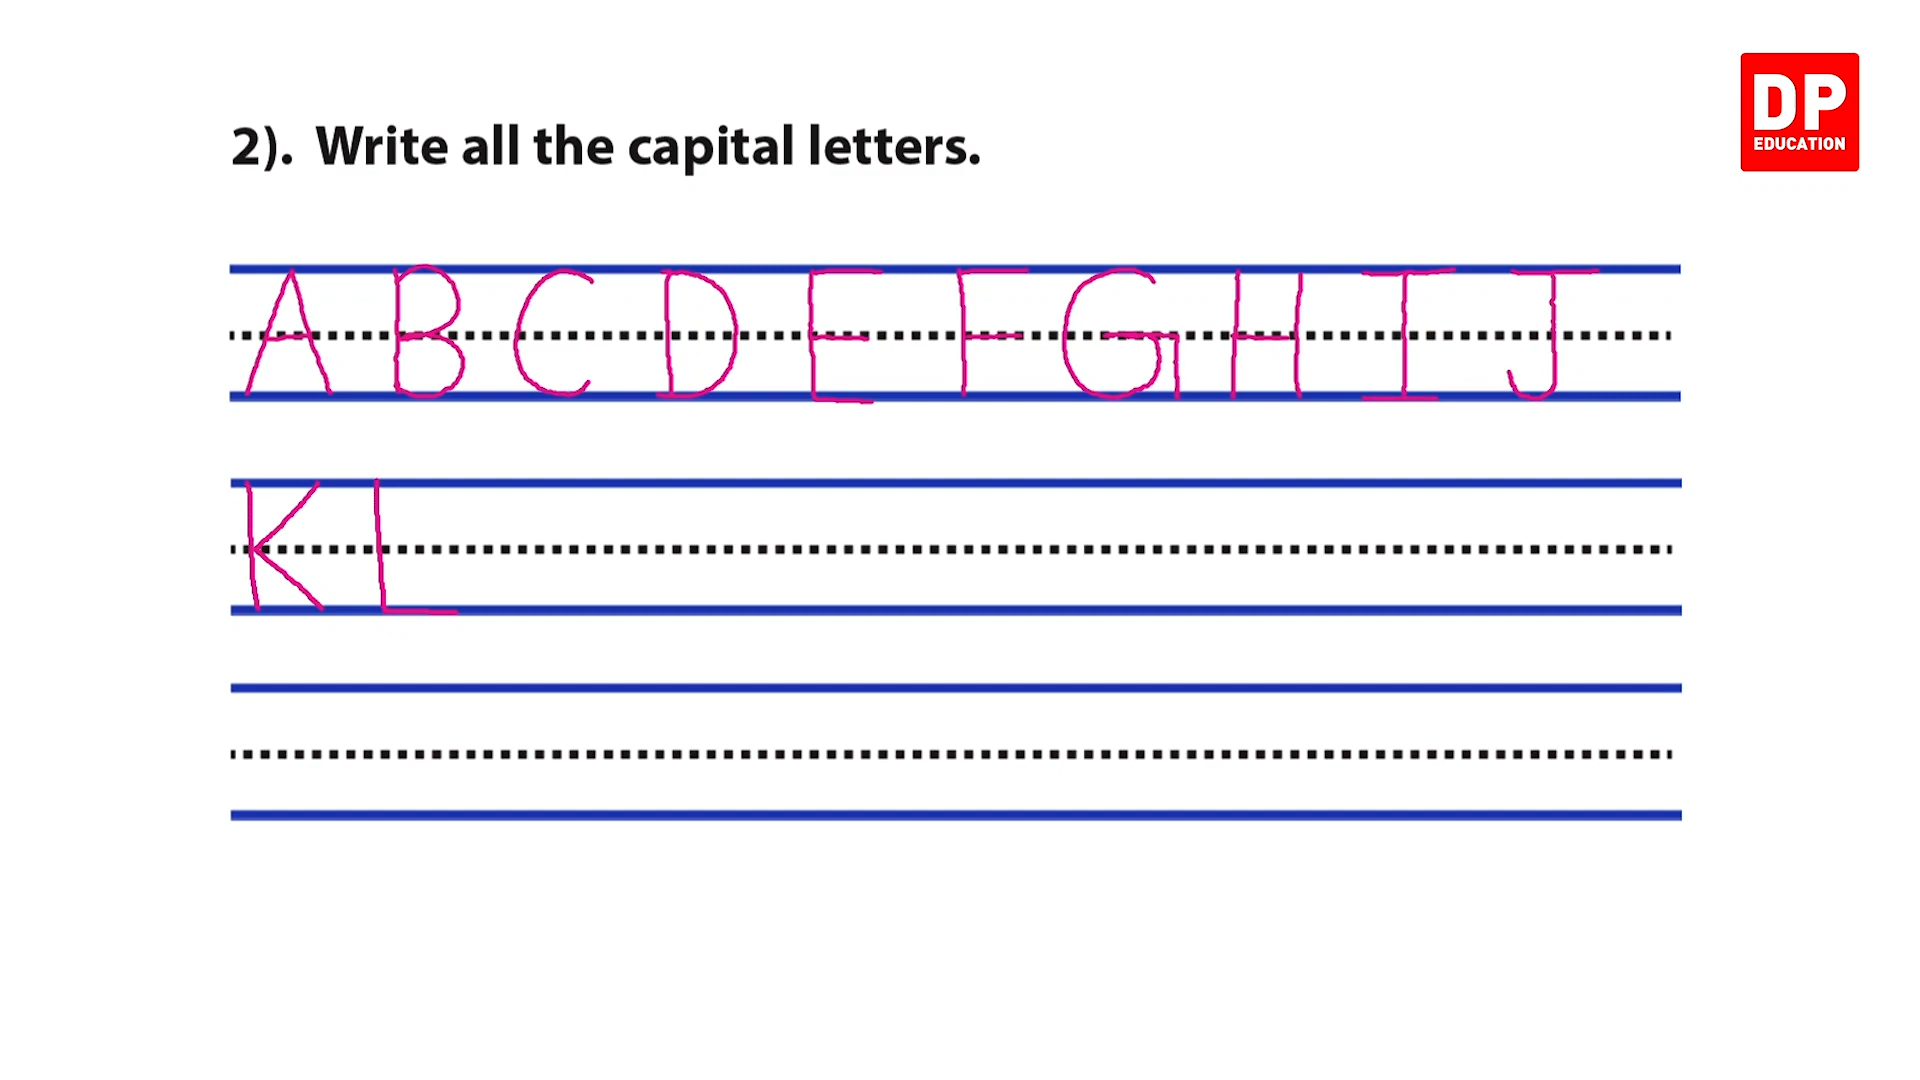 DP
EDUCATION
2). Write all the capital letters.
A B C D E F G H I J
K L